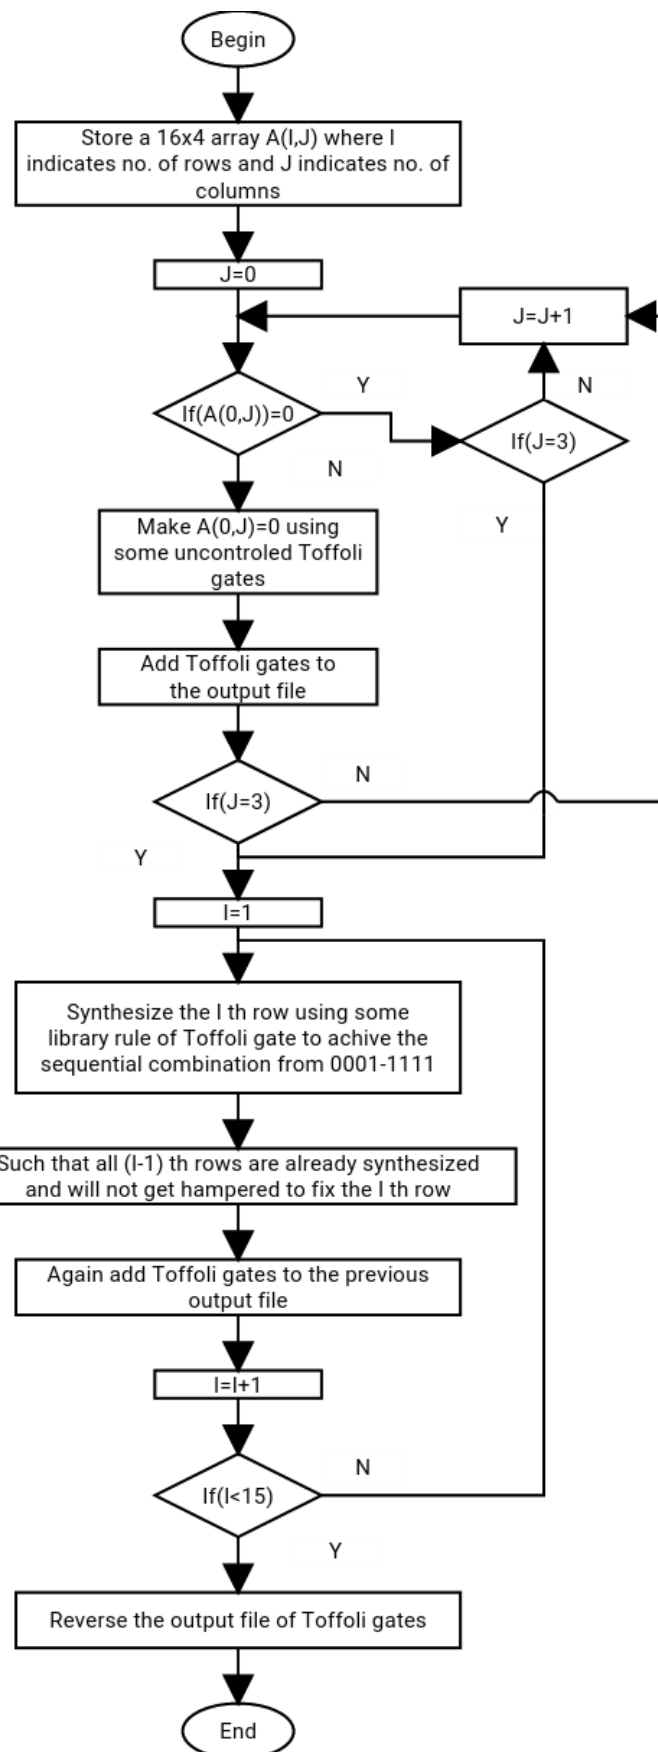 Begin
Store a 16x4 array A(I,J) where I
indicates no. of rows and J indicates no. of
columns
J=0
J=J+1
Y
N
If(A(0,J))=0
If(J=3)
N
Y
Make A(0,J)=0 using
some uncontroled Toffoli
gates
Add Toffoli gates to
the output file
N
If(J=3)
Y
I=1
Synthesize the I th row using some
library rule of Toffoli gate to achive the
sequential combination from 0001-1111
Such that all (I-1) th rows are already synthesized
and will not get hampered to fix the I th row
Again add Toffoli gates to the previous
output file
I=I+1
N
If(I<15)
Y
Reverse the output file of Toffoli gates
End